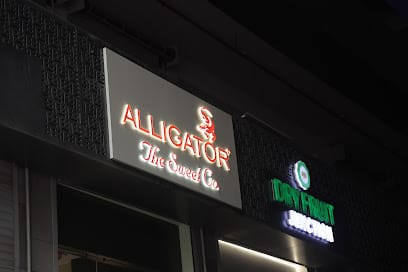 ALLIGATOR
The Sweet Co.
DRY FRUIT
JUNCTION